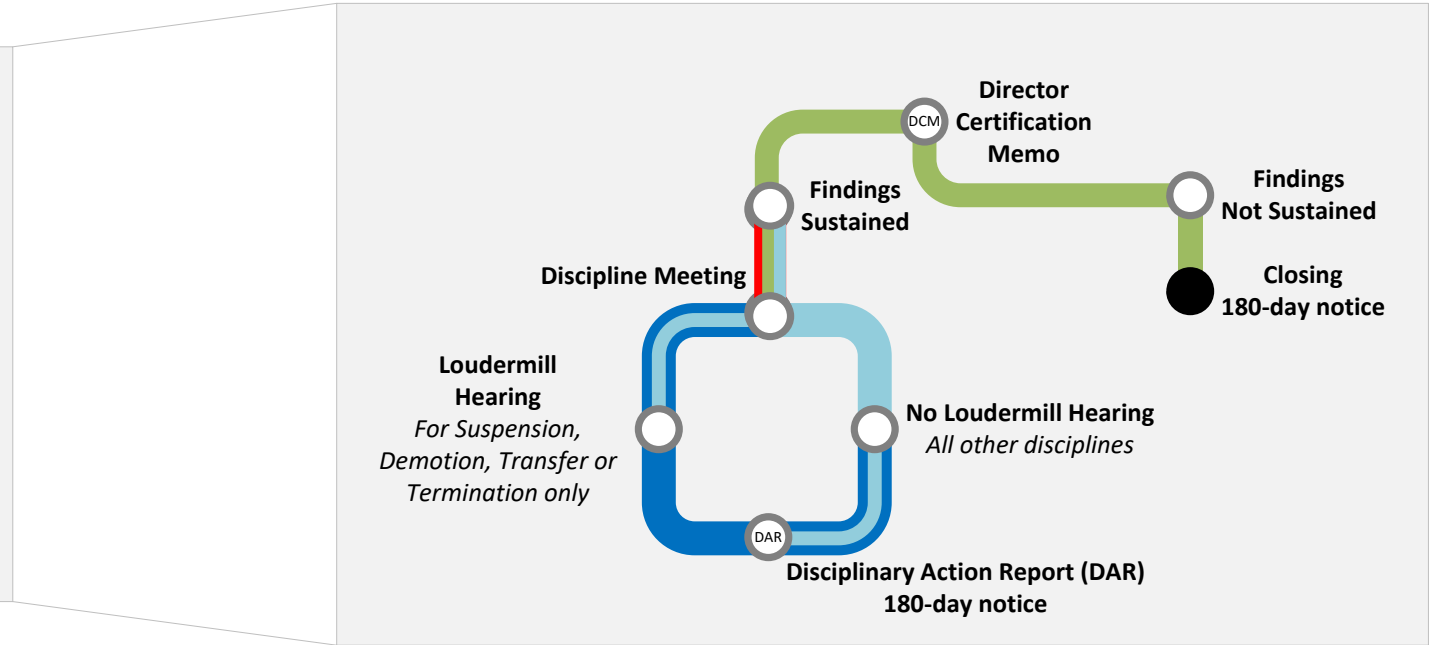 Director
DCM
Certification
Memo
Findings
Sustained
Findings
Not Sustained
Discipline Meeting
Closing
180-day notice
Loudermill
Hearing
For Suspension,
Demotion, Transfer or
Termination only
No Loudermill Hearing
All other disciplines
DAR
Disciplinary Action Report (DAR)
180-day notice